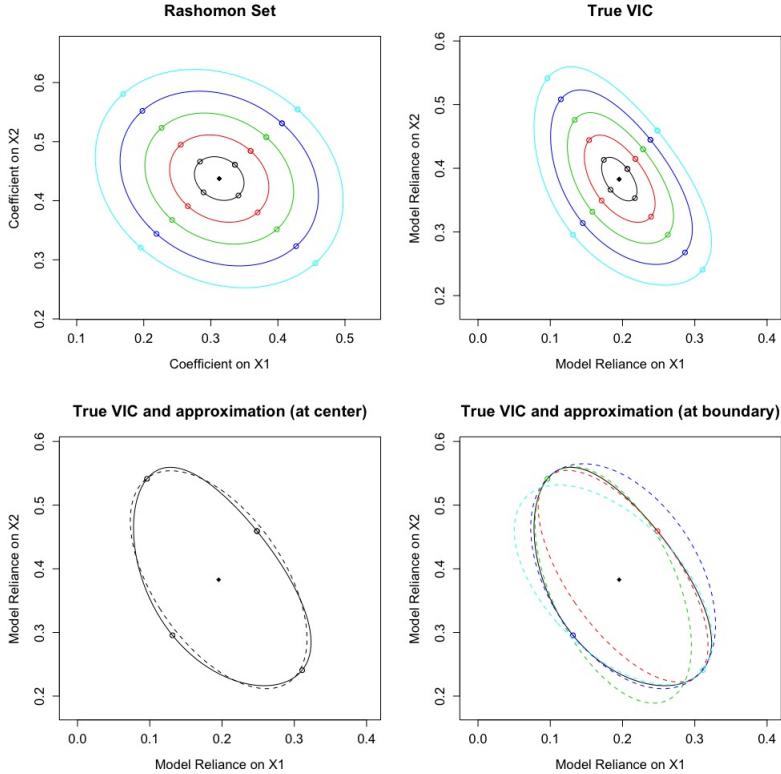 Rashomon Set
0.6
0.5
0.4
0.3
0.2
Coefficient on X2
0.1 0.2 0.3 0.4 0.5
Coefficient on X1
True VIC
0.6
0.5
0.4
0.3
0.2
Model Reliance on X2
0.0 0.1 0.2 0.3 0.4
Model Reliance on X1
True VIC and approximation (at center)
0.6
0.5
0.4
0.3
0.2
Model Reliance on X2
0.0 0.1 0.2 0.3 0.4
Model Reliance on X1
True VIC and approximation (at boundary)
0.6
0.5
0.4
0.3
0.2
Model Reliance on X2
0.0 0.1 0.2 0.3 0.4
Model Reliance on X1